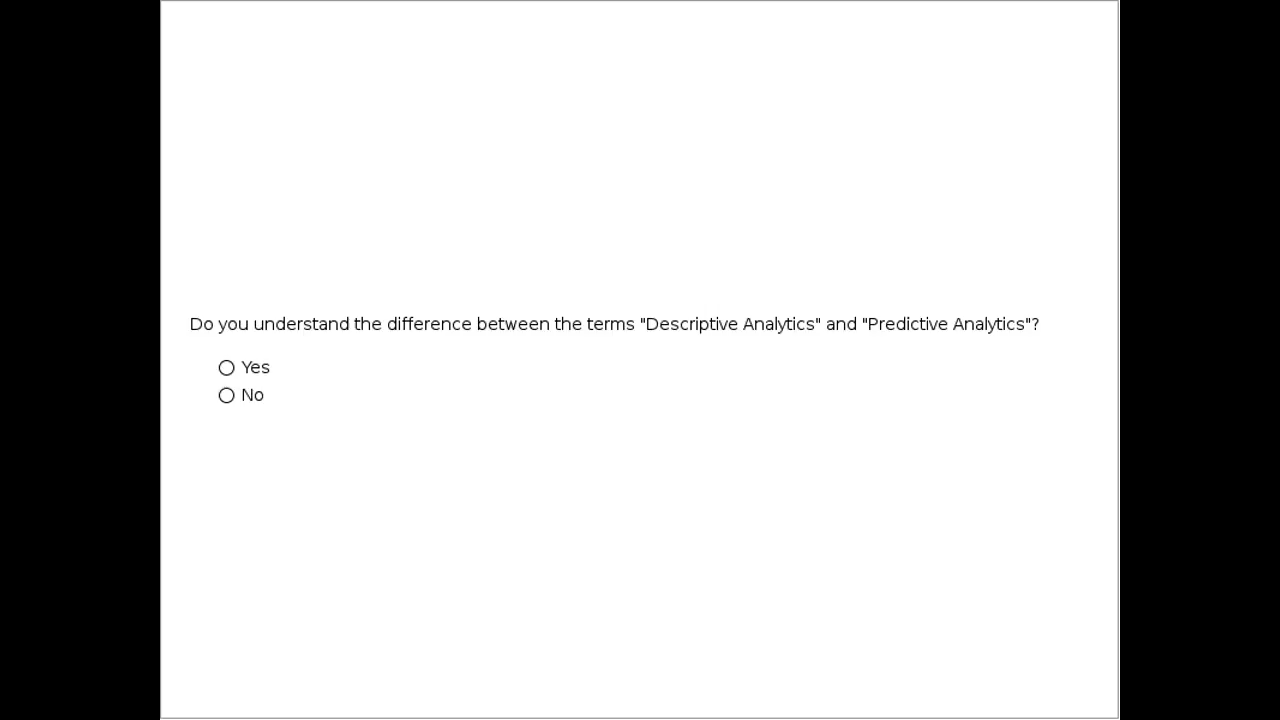 Do you understand the difference between the terms "Descriptive Analytics" and "Predictive Analytics"?
Yes
No